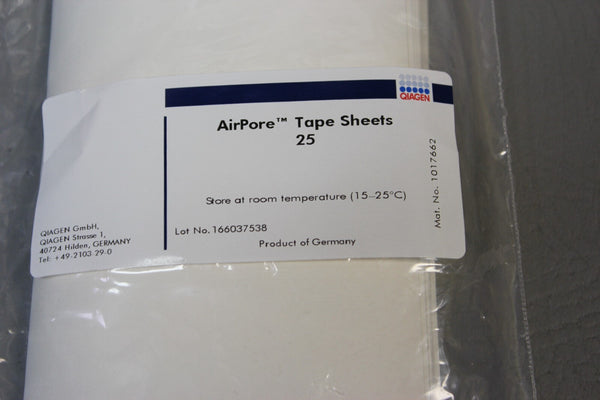 QIAGEN
AirPore™ Tape Sheets
25
Store at room temperature (15–25°C)
Mat. No. 1017662
QIAGEN GmbH,
QIAGEN Strasse 1,
40724 Hilden, GERMANY
Tel: +49-2103-29-0
Lot No. 166037538
Product of Germany